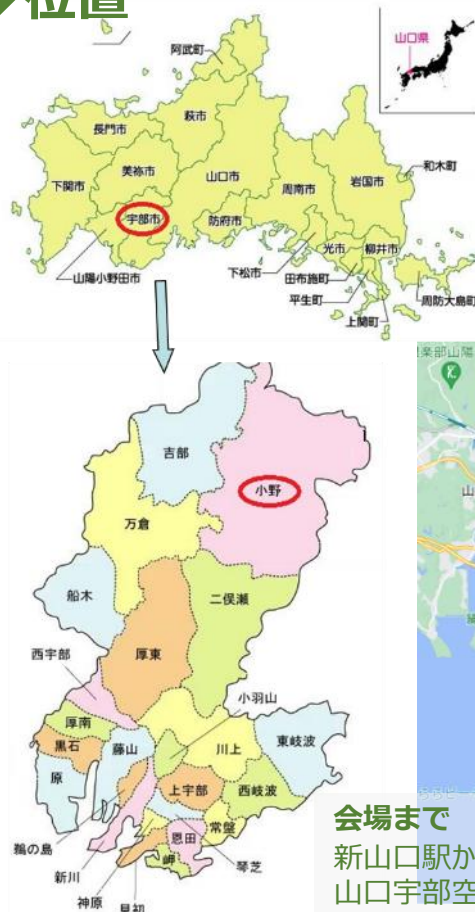 位置
阿武町
山口県
萩市
長門市
美祢市
山口市
和木町
下関市
周南市
岩国市
宇部市
防府市
光市
柳井市
山陽小野田市
下松市
田布施町
平生町
周防大島町
上関町
吉部
小野
万倉
船木
二俣瀬
西宇部
厚東
小羽山
厚南
川上
東岐波
黒石
藤山
原
上宇部
西岐波
常盤
鵜の島
恩田
琴芝
新川
岬
神原
見初
会場まで
新山口駅か
山口宇部空